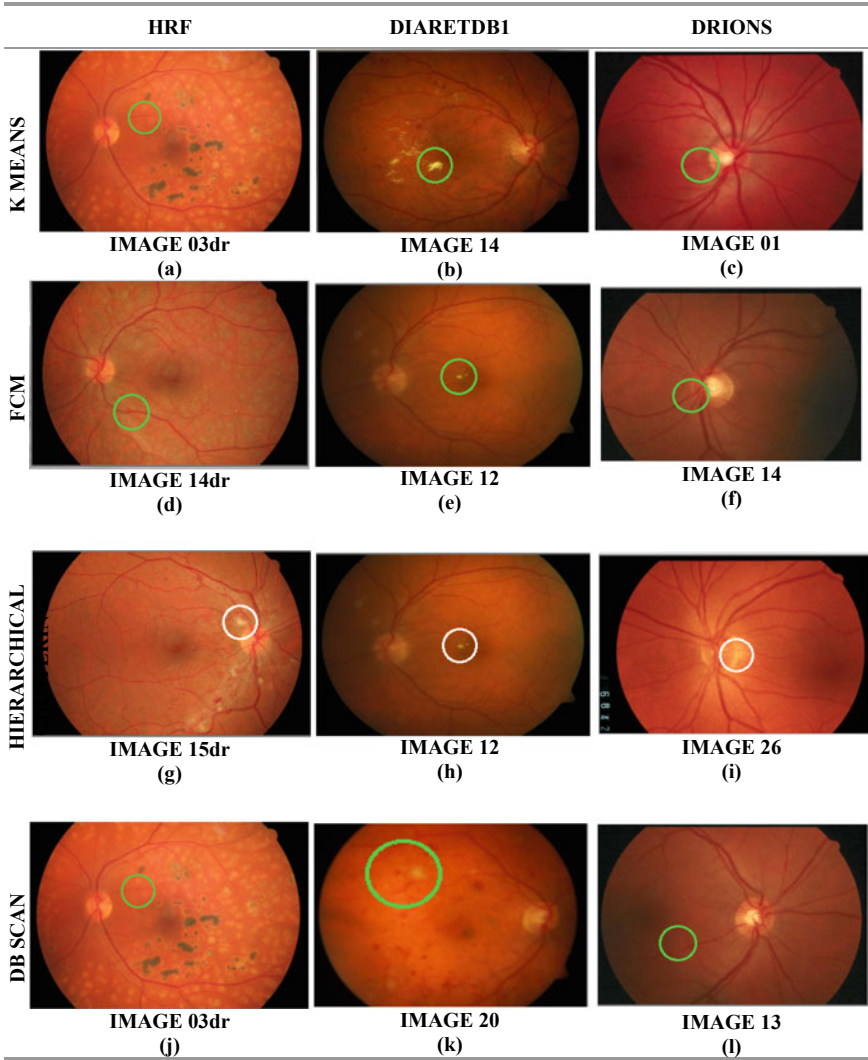 HRF DIARETDB1 DRIONS
K MEANS
IMAGE 03dr IMAGE 14 IMAGE 01
(a) (b) (c)
FCM
IMAGE 14dr IMAGE 12 IMAGE 14
(d) (e) (f)
HIERARCHICAL
IMAGE 15dr IMAGE 12 IMAGE 26
(g) (h) (i)
DB SCAN
IMAGE 03dr IMAGE 20 IMAGE 13
(j) (k) (l)